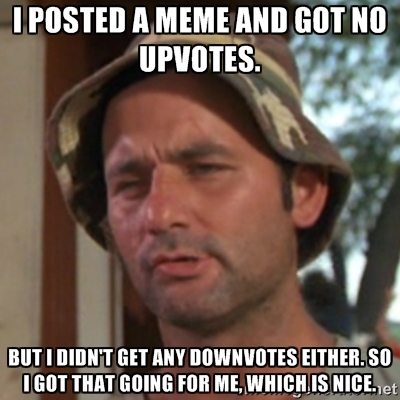 I POSTED A MEME AND GOT NO
UPVOTES.
BUT I DIDN'T GET ANY DOWNVOTES EITHER. SO
I GOT THAT GOING FOR ME, WHICH IS NICE.